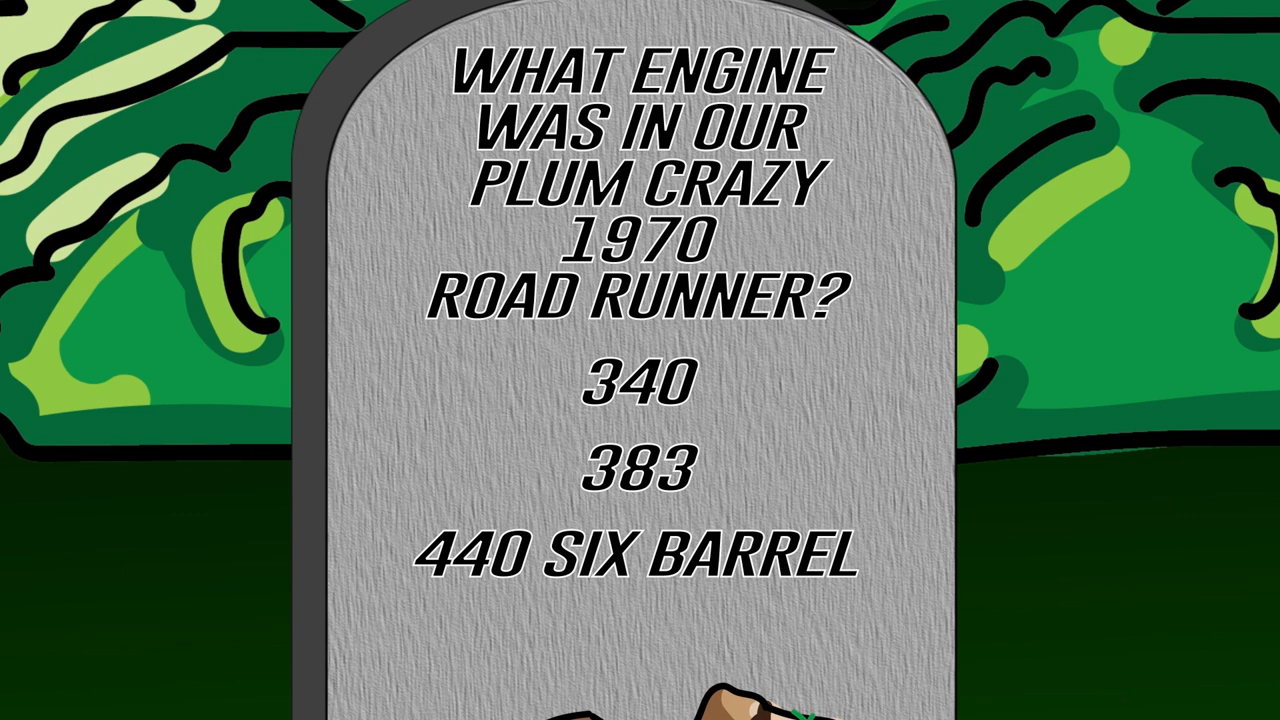 WHAT ENGINE
WAS IN OUR
PLUM CRAZY
1970
ROAD RUNNER?
340
383
440 SIX BARREL